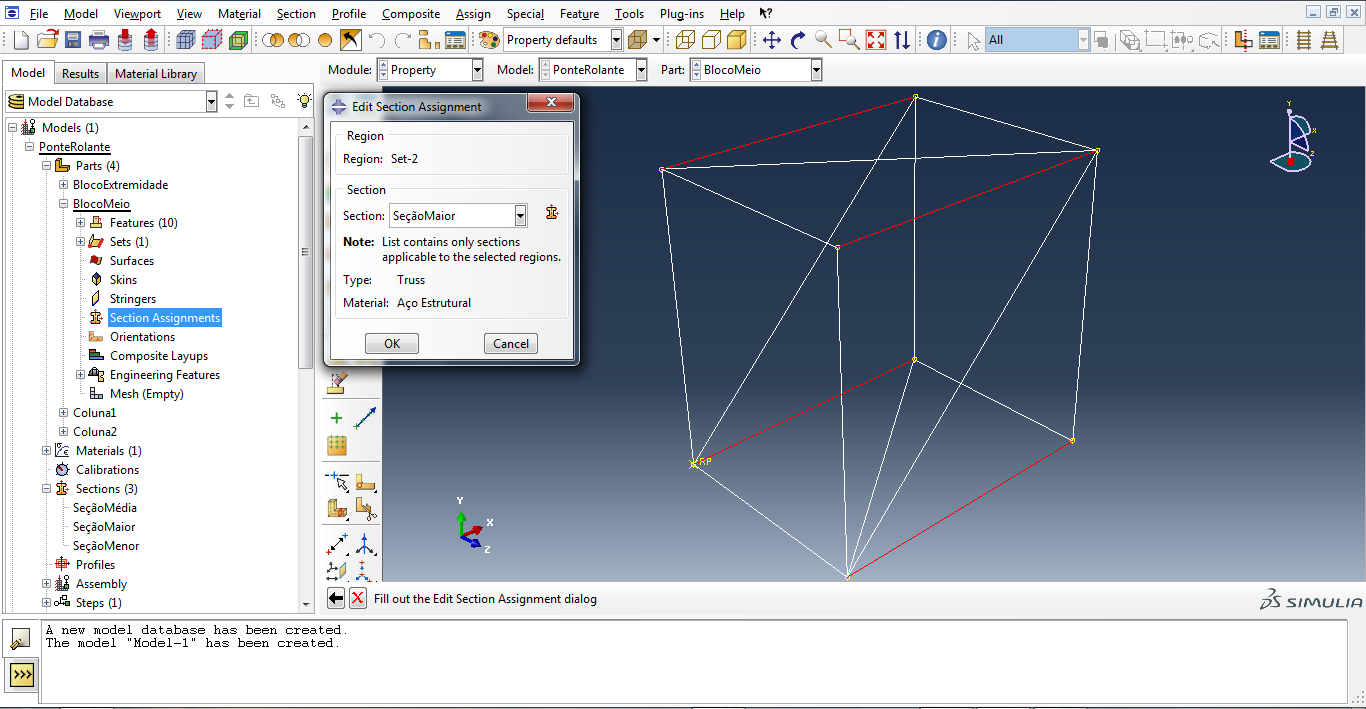 File Model Viewport View Material Section Profile Composite Assign Special Feature Tools Plug-ins Help
Property defaults All
Model Results Material Library Module: Property Model: PonteRolante Part: BlocoMeio
Model Database
Models (1)
PonteRolante
Parts (4)
BlocoExtremidade
BlocoMeio
Features (10)
Sets (1)
Surfaces
Skins
Stringers
Section Assignments
Orientations
Composite Layups
Engineering Features
Mesh (Empty)
Coluna1
Coluna2
Materials (1)
Calibrations
Sections (3)
SeçãoMédia
SeçãoMaior
SeçãoMenor
Profiles
Assembly
Steps (1)
Edit Section Assignment
Region
Region: Set-2
Section
Section: SeçãoMaior
Note: List contains only sections
applicable to the selected regions.
Type: Truss
Material: Aço Estrutural
OK Cancel
Y
X
Z
RP
Y
X
Z
Fill out the Edit Section Assignment dialog
SIMULIA
A new model database has been created.
The model "Model-1" has been created.
>>>